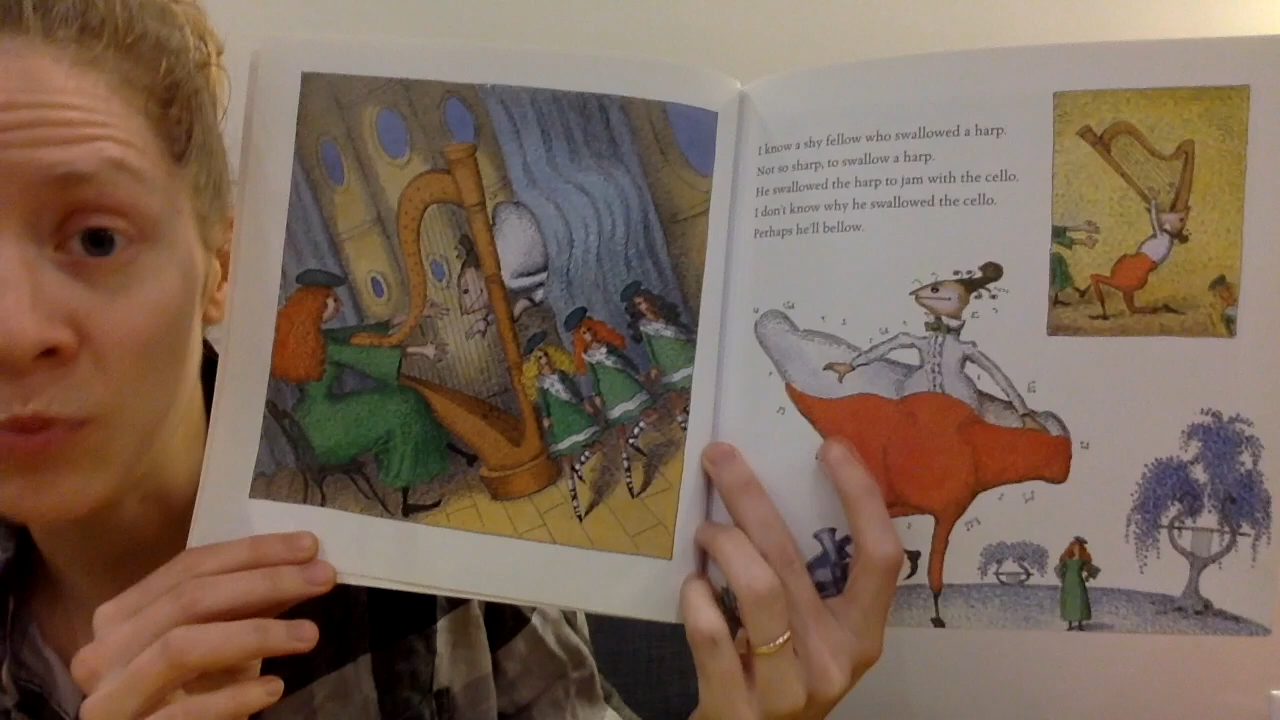 I know a shy fellow who swallowed a harp.
Not so sharp, to swallow a harp.
He swallowed the harp to jam with the cello.
I don't know why he swallowed the cello.
Perhaps he'll bellow.